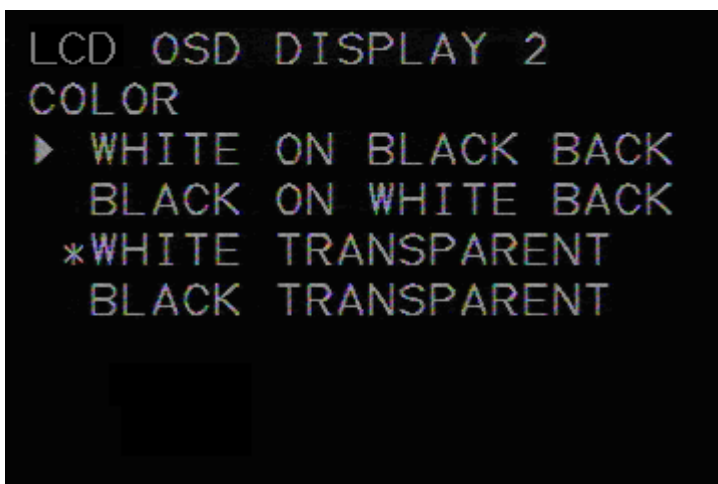 LCD OSD DISPLAY 2
COLOR
▶ WHITE ON BLACK BACK
BLACK ON WHITE BACK
*WHITE TRANSPARENT
BLACK TRANSPARENT